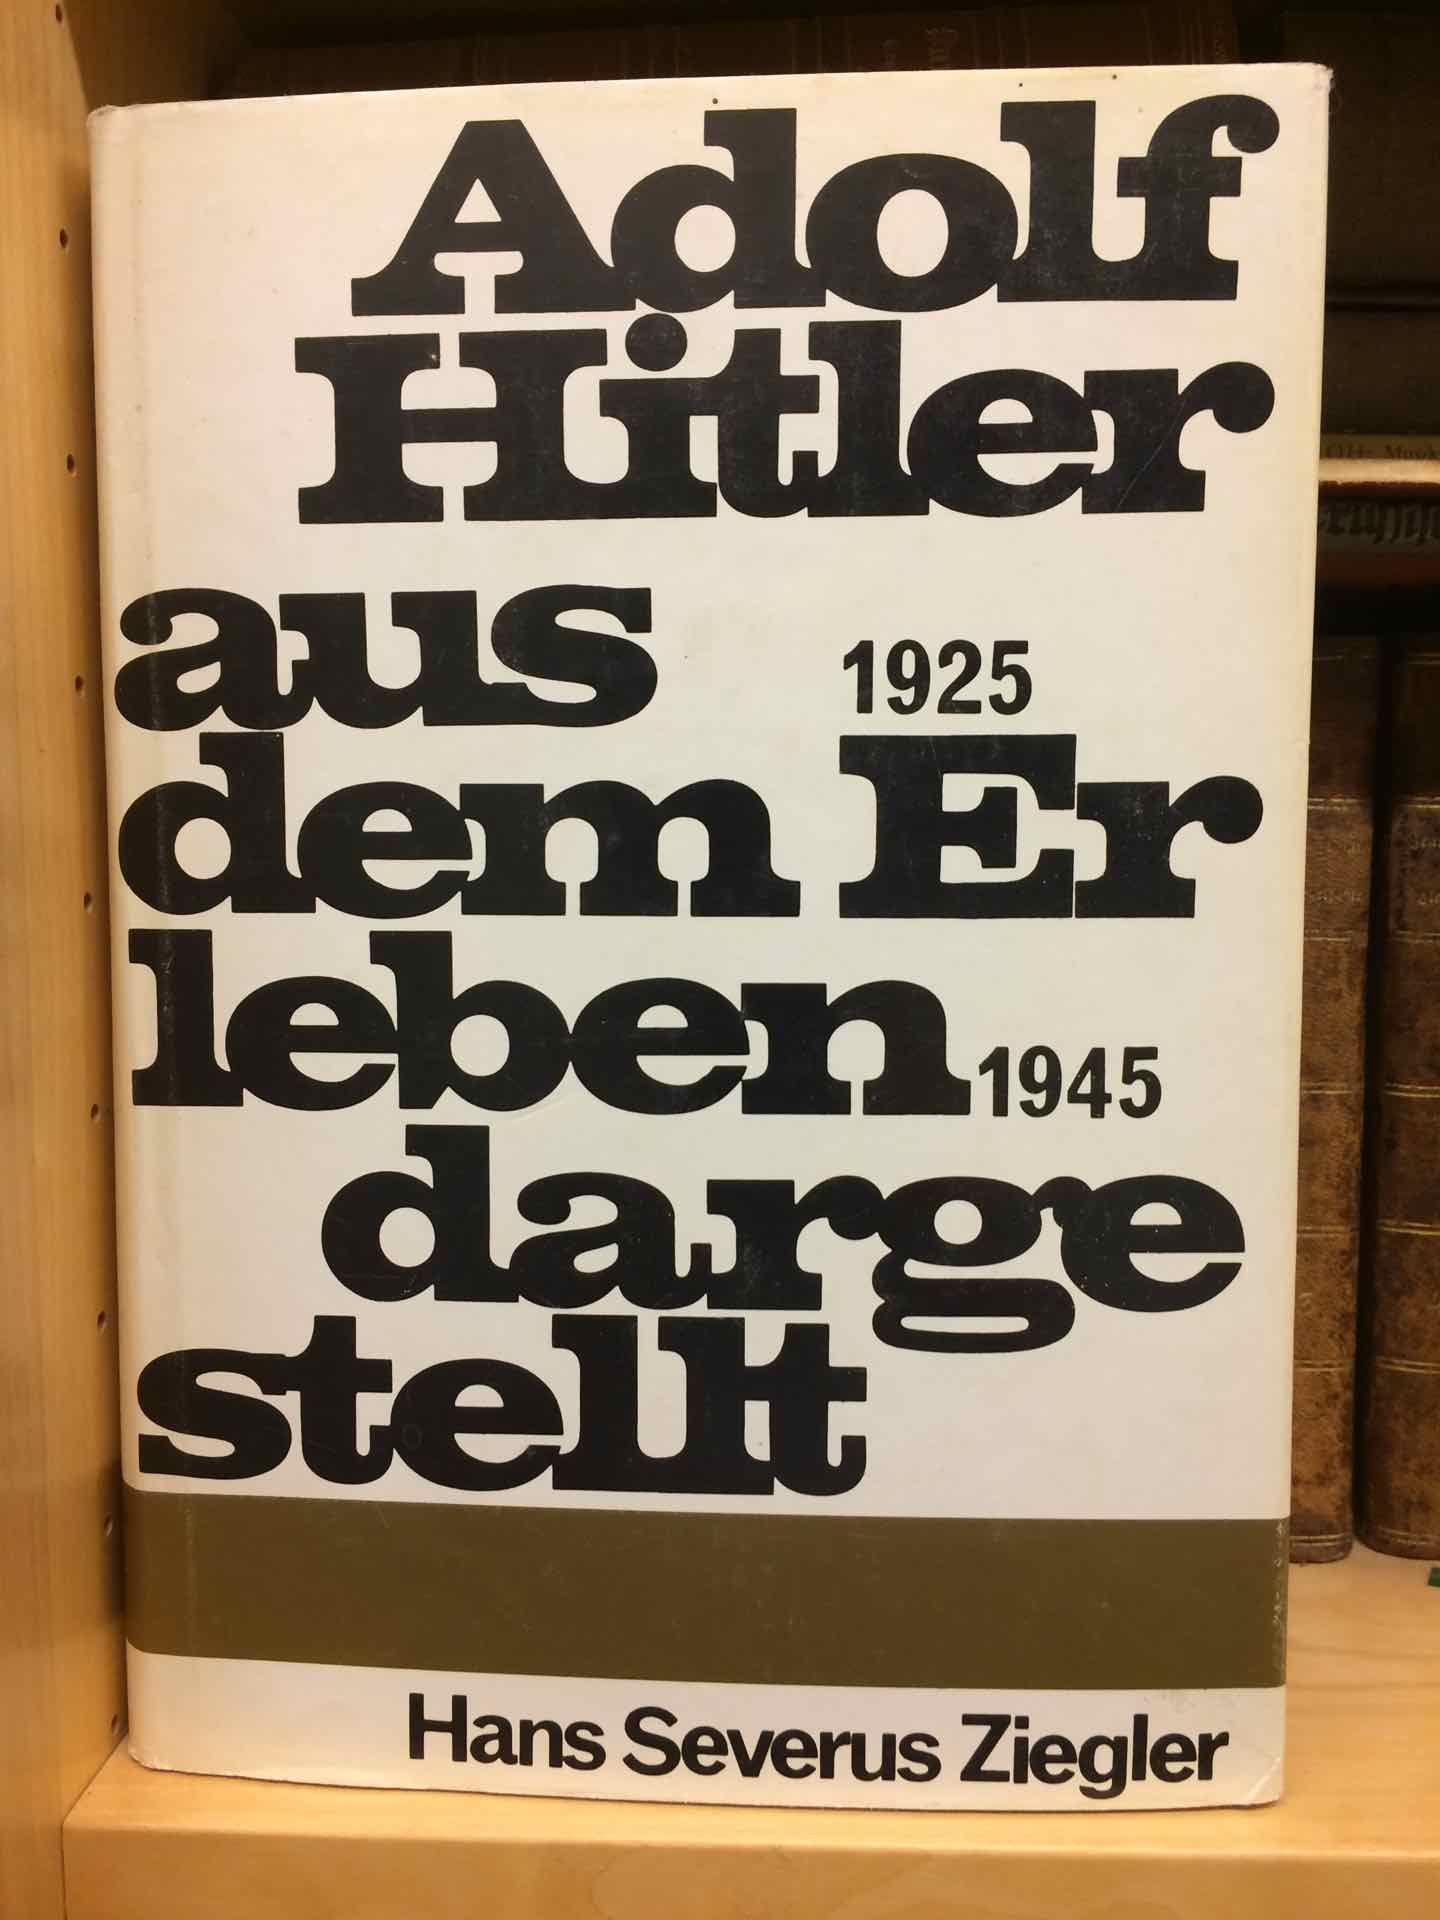 Adolf
Hitler
aus 1925
dem Er
leben 1945
darge
stellt
Hans Severus Ziegler